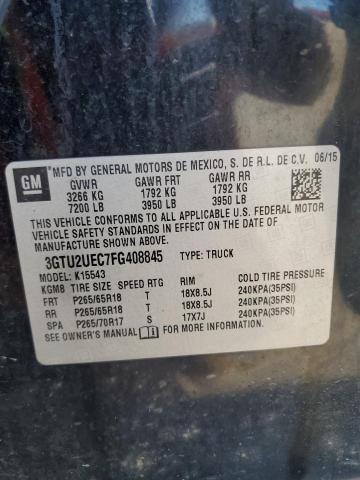 GM
MFD BY GENERAL MOTORS DE MEXICO, S. DE R.L. DE C.V. 06/15
GVWR GAWR FRT GAWR RR
3266 KG 1792 KG 1792 KG
7200 LB 3950 LB 3950 LB
THIS VEHICLE CONFORMS TO ALL APPLICABLE U.S. FEDERAL MOTOR
VEHICLE SAFETY STANDARDS IN EFFECT ON THE DATE OF
MANUFACTURE SHOWN ABOVE.
3GTU2UEC7FG408845 TYPE: TRUCK
MODEL: K15543
KGM8 TIRE SIZE SPEED RTG RIM COLD TIRE PRESSURE
FRT P265/65R18 T 18X8.5J 240KPA(35PSI)
RR P265/65R18 T 18X8.5J 240KPA(35PSI)
SPA P265/70R17 S 17X7J 240KPA(35PSI)
SEE OWNER'S MANUAL FOR ADDITIONAL INFORMATION